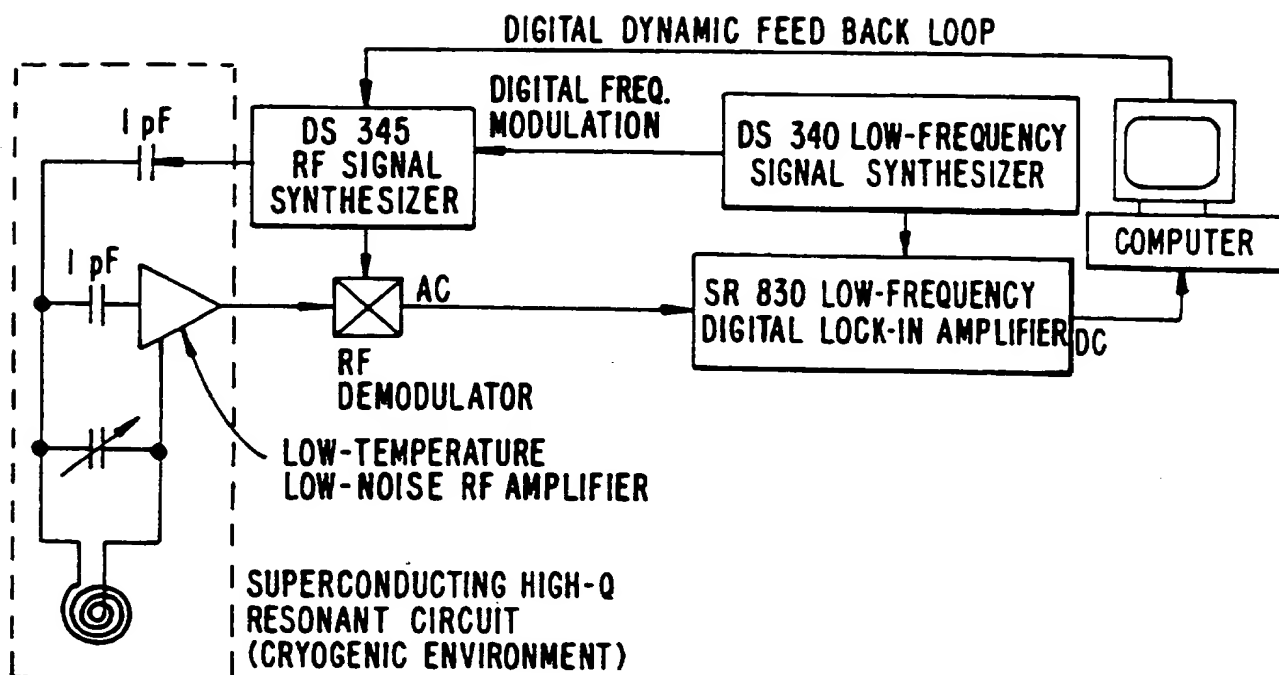 DIGITAL DYNAMIC FEED BACK LOOP
1 pF
DS 345
RF SIGNAL
SYNTHESIZER
DIGITAL FREQ.
MODULATION
DS 340 LOW-FREQUENCY
SIGNAL SYNTHESIZER
COMPUTER
1 pF
AC
SR 830 LOW-FREQUENCY
DIGITAL LOCK-IN AMPLIFIER
DC
RF
DEMODULATOR
LOW-TEMPERATURE
LOW-NOISE RF AMPLIFIER
SUPERCONDUCTING HIGH-Q
RESONANT CIRCUIT
(CRYOGENIC ENVIRONMENT)